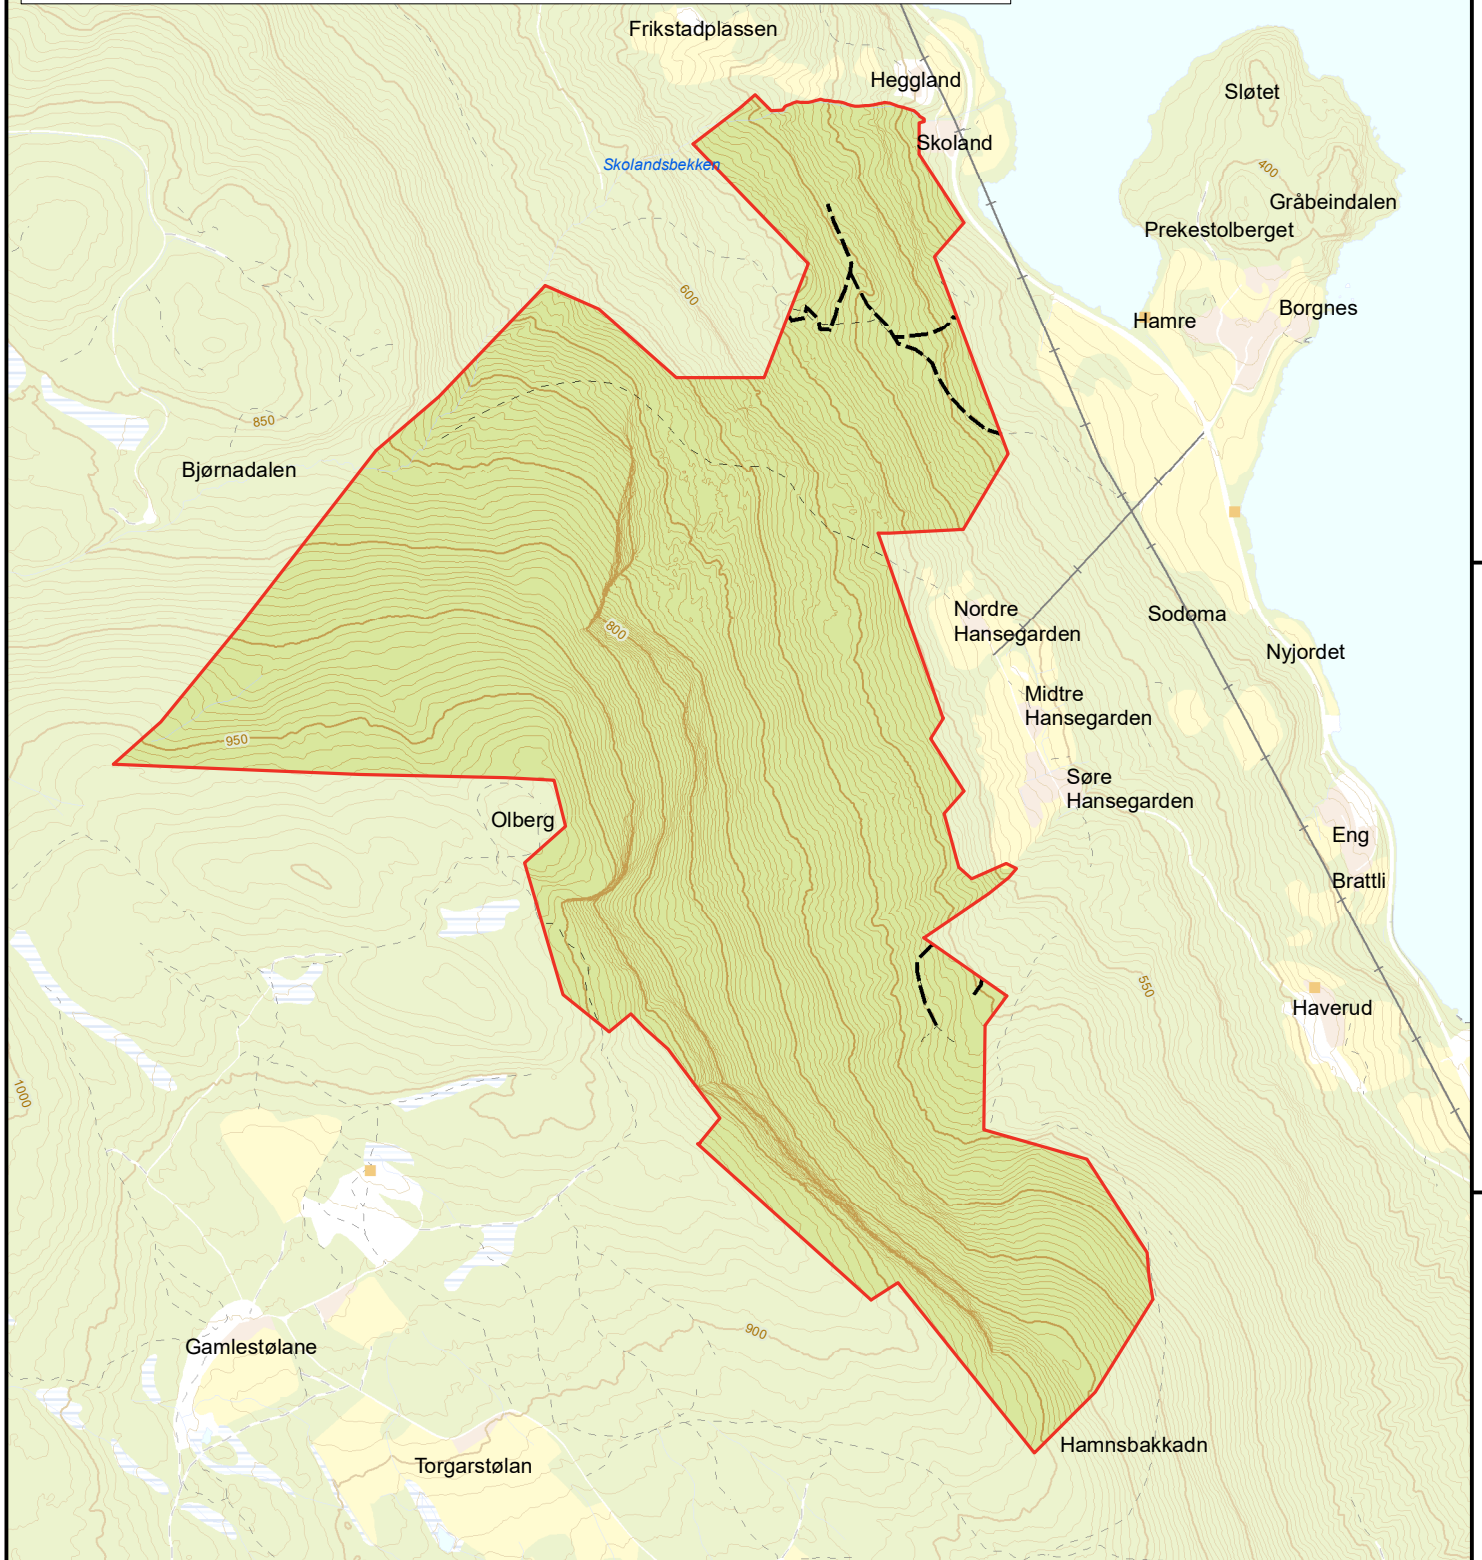 Frikstadplassen
Heggland
Sløtet
Skoland
Skolandsbekken
400
Gråbeindalen
Prekestolberget
600
Borgnes
Hamre
850
Bjørnadalen
Nordre
Hansegarden
Sodoma
800
Nyjordet
Midtre
Hansegarden
950
Søre
Hansegarden
Olberg
Eng
Brattli
550
Haverud
1000
900
Gamlestølane
Hamnsbakkadn
Torgarstølan